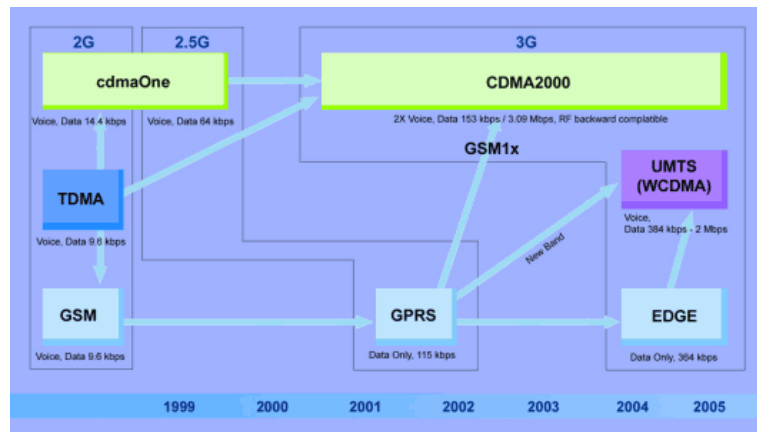 2G
2.5G
3G
cdmaOne
CDMA2000
Voice, Data 14.4 kbps
Voice, Data 64 kbps
2X Voice, Data 153 kbps / 3.09 Mbps, RF backward complatible
GSM1x
UMTS
(WCDMA)
TDMA
Voice,
Data 384 kbps - 2 Mbps
Voice, Data 9.6 kbps
New Band
GSM
GPRS
EDGE
Voice, Data 9.6 kbps
Data Only, 115 kbps
Data Only, 364 kbps
1999
2000
2001
2002
2003
2004
2005